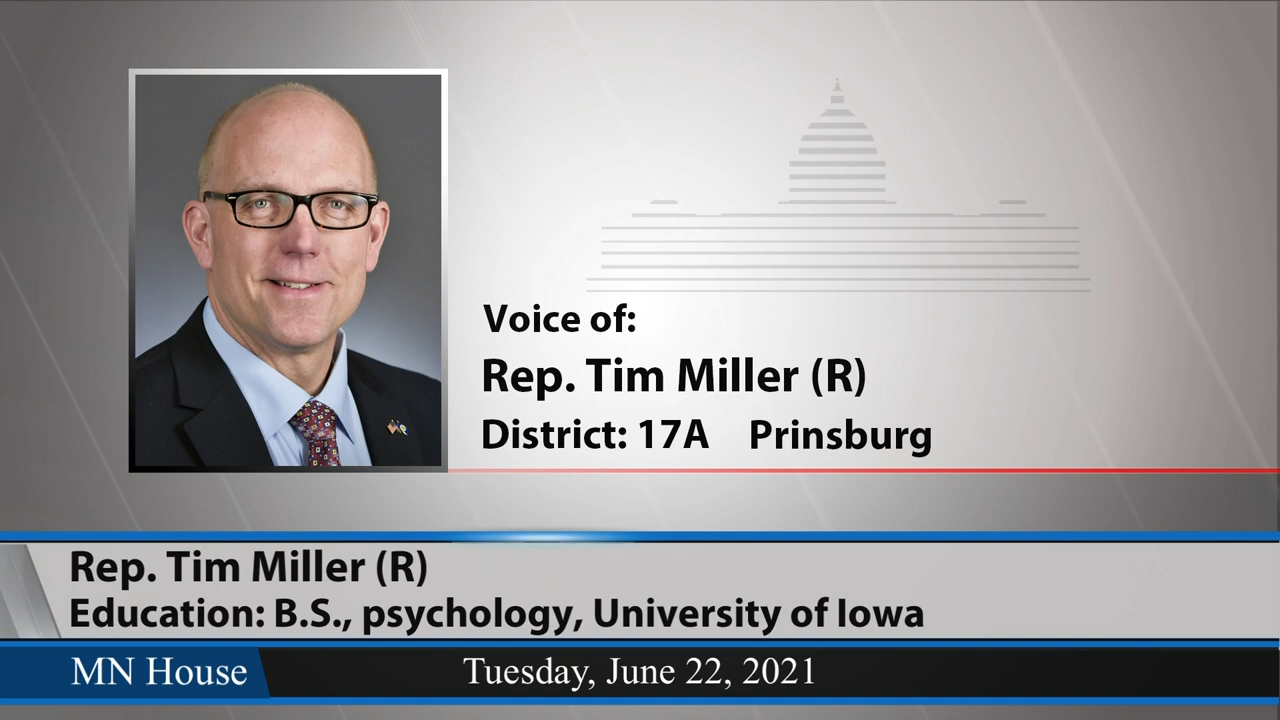 Voice of:
Rep. Tim Miller (R)
District: 17A Prinsburg
Rep. Tim Miller (R)
Education: B.S., psychology, University of Iowa
MN House Tuesday, June 22, 2021